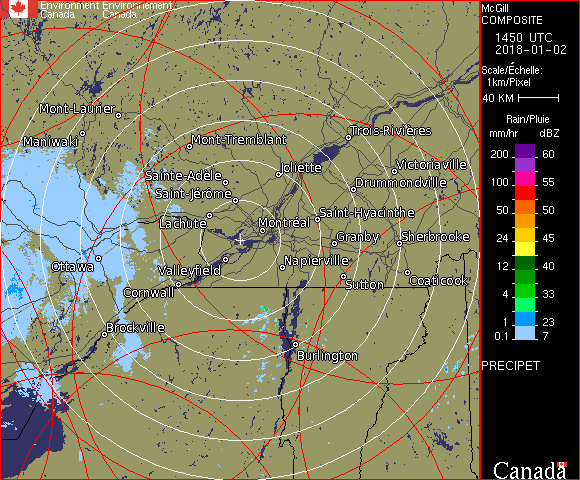 Environment Environnement
Canada Canada
McGill
COMPOSITE
1450 UTC
2018-01-02
Scale/Échelle:
1km/Pixel
40 KM
Rain/Pluie
mm/hr dBZ
200 60
100 55
50 50
24 45
12 40
4 33
1 23
0.1 7
PRECIPET
Canada
Mont-Laurier
Maniwaki
Mont-Tremblant
Trois-Rivières
Joliette
Victoriaville
Sainte-Adèle
Drummondville
Saint-Jérôme
Saint-Hyacinthe
Lachute
Montréal
Granby
Sherbrooke
Ottawa
Valleyfield
Napierville
Cornwall
Sutton
Coaticook
Brockville
Burlington